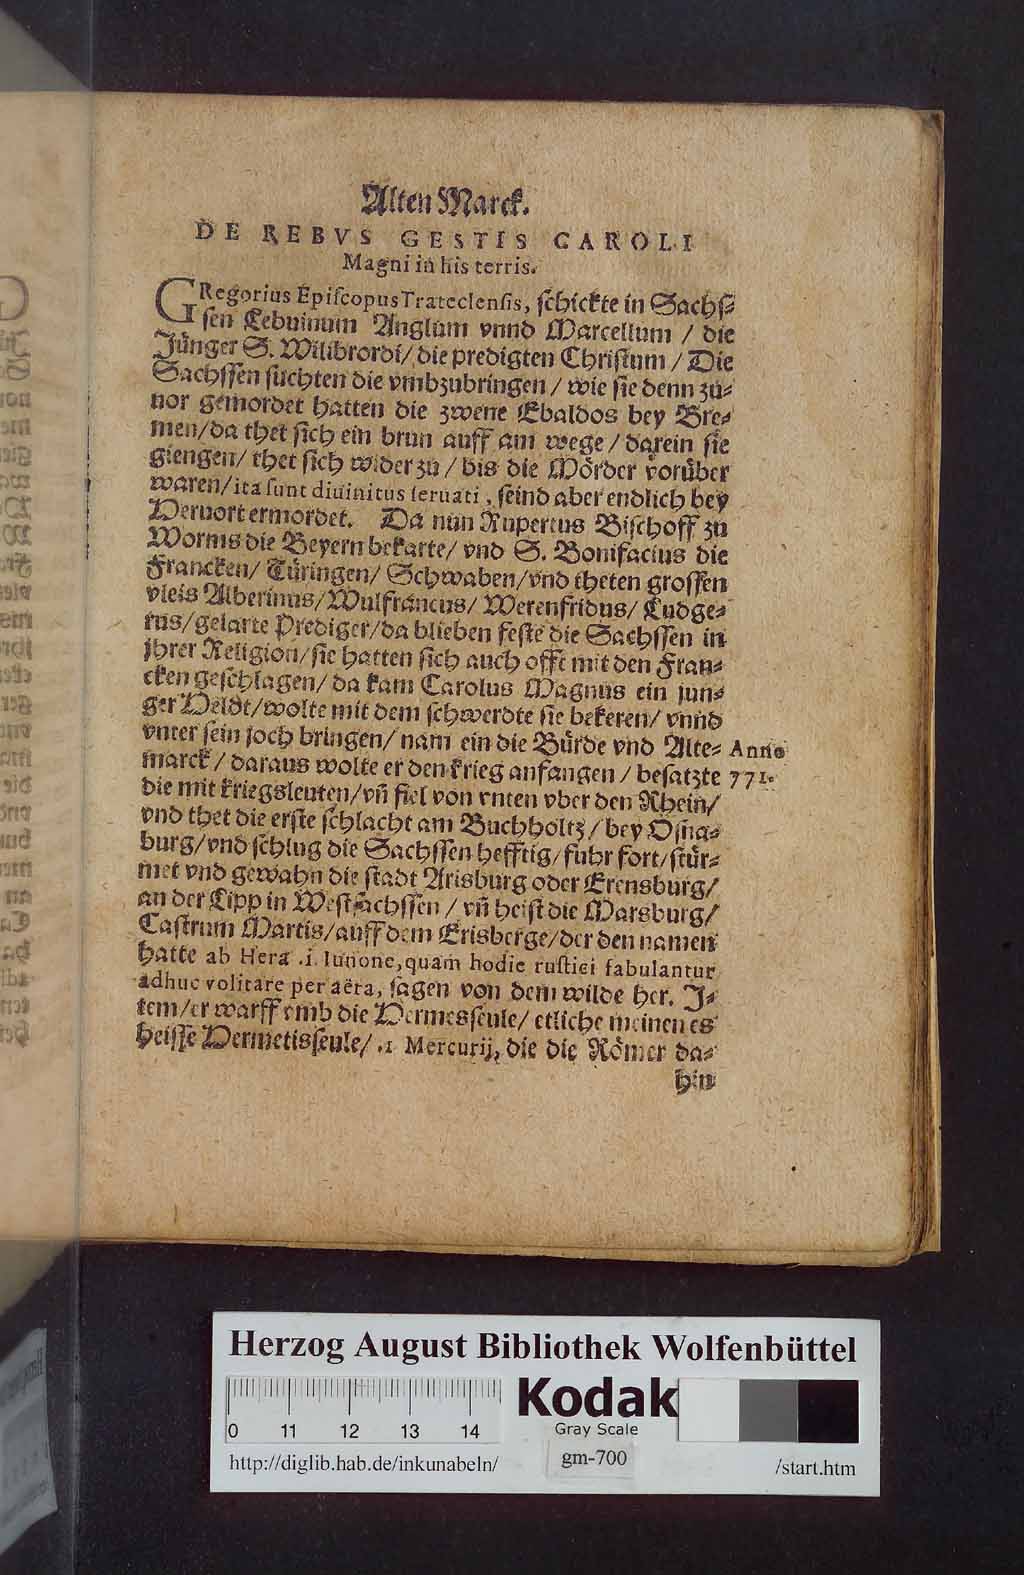 Alten Marck.
DE REBVS GESTIS CAROLI
Magni in his terris.
GRegorius Episcopus Trateclensis, schickte in Sachs⸗
sen Lebuinum Anglum vnnd Marcellum / die
Jünger S. Wilibrordi / die predigten Christum / Die
Sachssen suchten die vmbzubringen / wie sie denn zu⸗
uor gemordet hatten die zwene Ebaldos bey Bre⸗
men / da thet sich ein brun auff am wege / darein sie
giengen / thet sich wider zu / bis die Mörder vorüber
waren / ita sunt diuinitus seruati, seind aber endlich bey
Veruort ermordet. Da nun Rupertus Bischoff zu
Worms die Beyern bekarte / vnd S. Bonifacius die
Francken / Türingen / Schwaben / vnd theten grossen
vleis Alberinus / Wulfrancus / Werenfridus / Ludge⸗
rus / gelarte Prediger / da blieben feste die Sachssen in
jhrer Religion / sie hatten sich auch offt mit den Fran⸗
cken geschlagen / da kam Carolus Magnus ein jun⸗
ger Heldt / wolte mit dem schwerdte sie bekeren / vnnd
vnter sein joch bringen / nam ein die Bürde vnd Alte⸗ Anno
marck / daraus wolte er den krieg anfangen / besatzte 771.
die mit kriegsleuten / vñ fiel von vnten vber den Rhein /
vnd thet die erste schlacht am Buchholtz / bey Osna⸗
burg / vnd schlug die Sachssen hefftig / fuhr fort / stür⸗
met vnd gewahn die stadt Arisburg oder Erensburg /
an der Lipp in Westsachssen / vñ heist die Marsburg /
Castrum Martis / auff dem Erisberge / der den namen
hatte ab Hera .i. Iunone, quam hodie rustici fabulantur
adhuc volitare per aëra, sagen von dem wilde her. J⸗
tem / er warff vmb die Vermesseule / etliche meinen es
heisse Vermetisseule / .i Mercurij, die die Römer da⸗
hin
Herzog August Bibliothek Wolfenbüttel
0 11 12 13 14
Kodak
Gray Scale
http://diglib.hab.de/inkunabeln/
gm-700
/start.htm